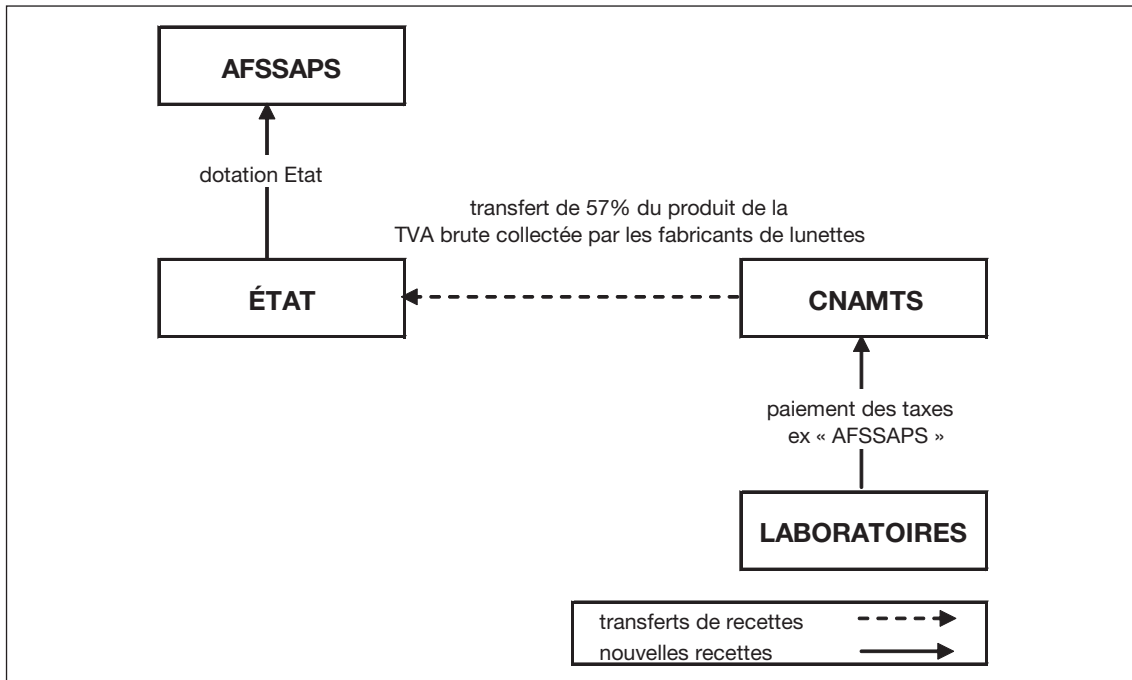 AFSSAPS
dotation Etat
transfert de 57% du produit de la
TVA brute collectée par les fabricants de lunettes
ÉTAT
CNAMTS
paiement des taxes
ex « AFSSAPS »
LABORATOIRES
transferts de recettes
nouvelles recettes